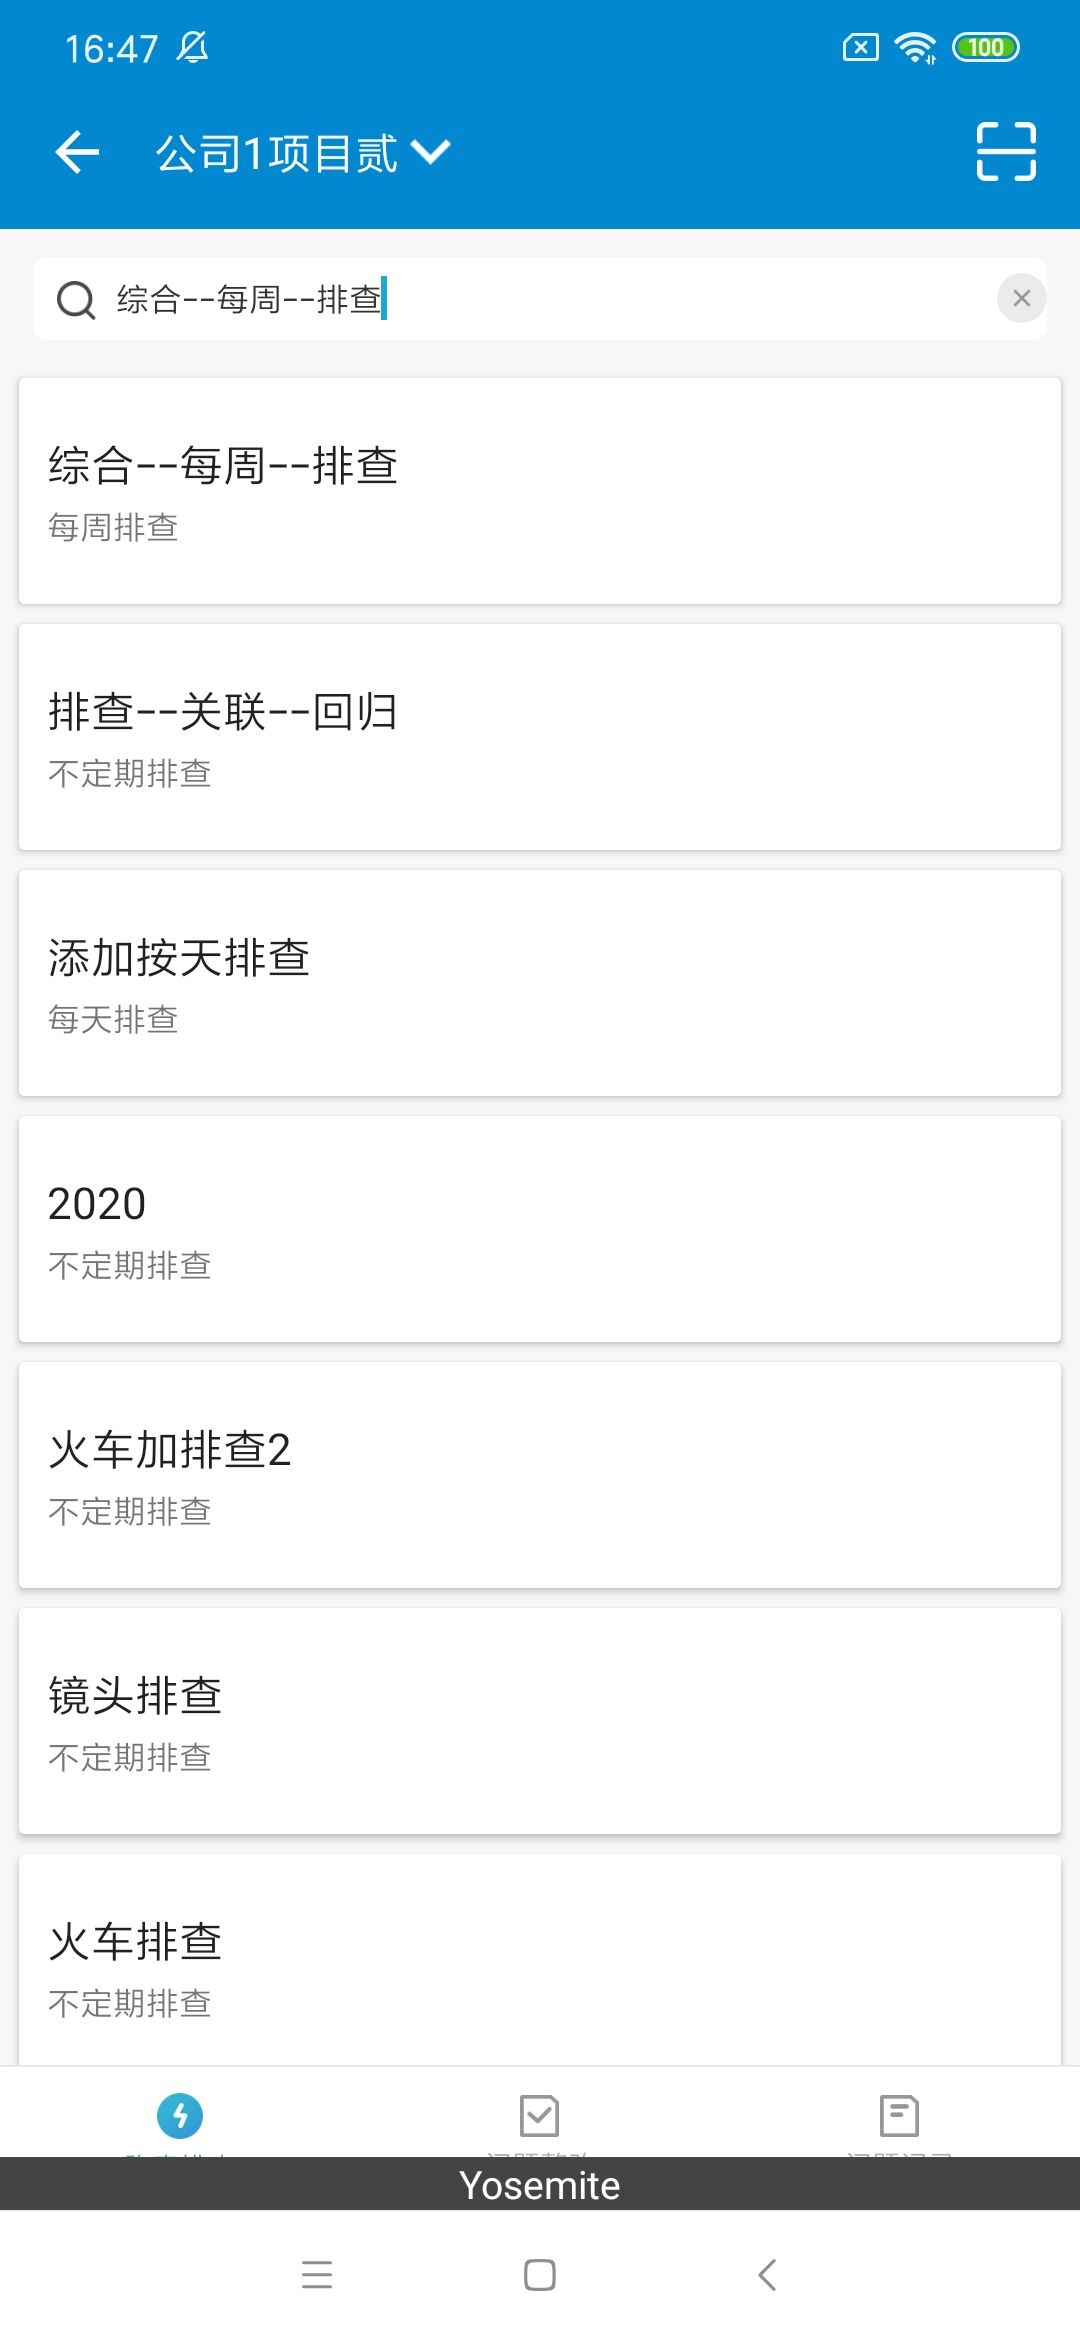 16:47
100
公司1项目贰
综合--每周--排查
综合--每周--排查
每周排查
排查--关联--回归
不定期排查
添加按天排查
每天排查
2020
不定期排查
火车加排查2
不定期排查
镜头排查
不定期排查
火车排查
不定期排查
Yosemite